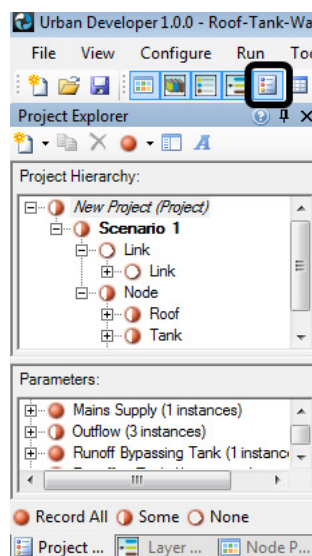 Urban Developer 1.0.0 - Roof-Tank-Wa
File View Configure Run Too
Project Explorer
A
Project Hierarchy:
New Project (Project)
Scenario 1
Link
Link
Node
Roof
Tank
Parameters:
Mains Supply (1 instances)
Outflow (3 instances)
Runoff Bypassing Tank (1 instance
Record All Some None
Project ... Layer ... Node P...